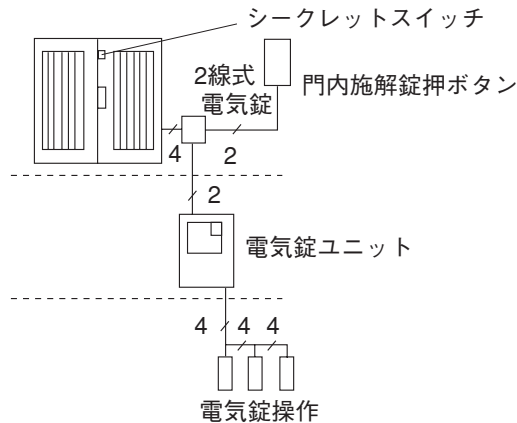 シークレットスイッチ
2線式
電気錠
門内施解錠押ボタン
4
2
2
電気錠ユニット
4 4 4
電気錠操作